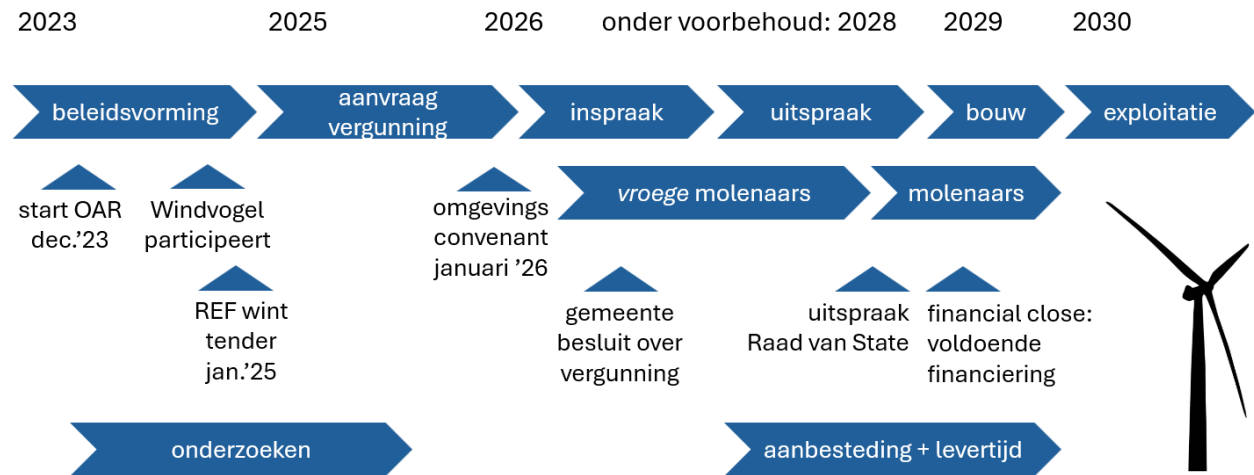 2023 2025 2026 onder voorbehoud: 2028 2029 2030
beleidsvorming
aanvraag
vergunning
inspraak
uitspraak
bouw
exploitatie
vroege molenaars
molenaars
start OAR
dec.’23
Windvogel
participeert
omgevings
convenant
januari ’26
REF wint
tender
jan.’25
gemeente
besluit over
vergunning
uitspraak
Raad van State
financial close:
voldoende
financiering
onderzoeken
aanbesteding + levertijd